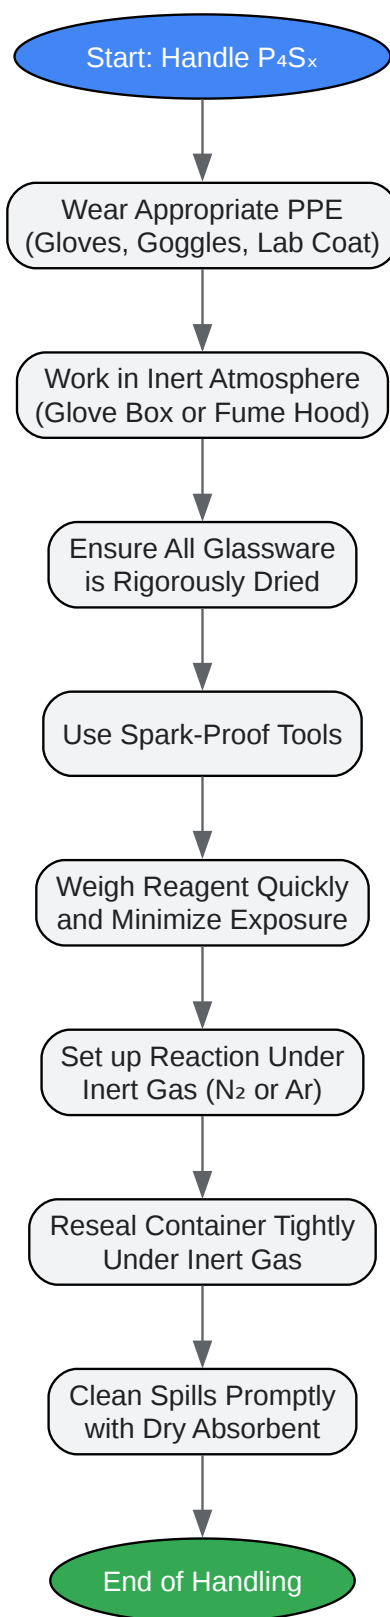 Start: Handle P₄Sₓ
Wear Appropriate PPE
(Gloves, Goggles, Lab Coat)
Work in Inert Atmosphere
(Glove Box or Fume Hood)
Ensure All Glassware
is Rigorously Dried
Use Spark-Proof Tools
Weigh Reagent Quickly
and Minimize Exposure
Set up Reaction Under
Inert Gas (N₂ or Ar)
Reseal Container Tightly
Under Inert Gas
Clean Spills Promptly
with Dry Absorbent
End of Handling